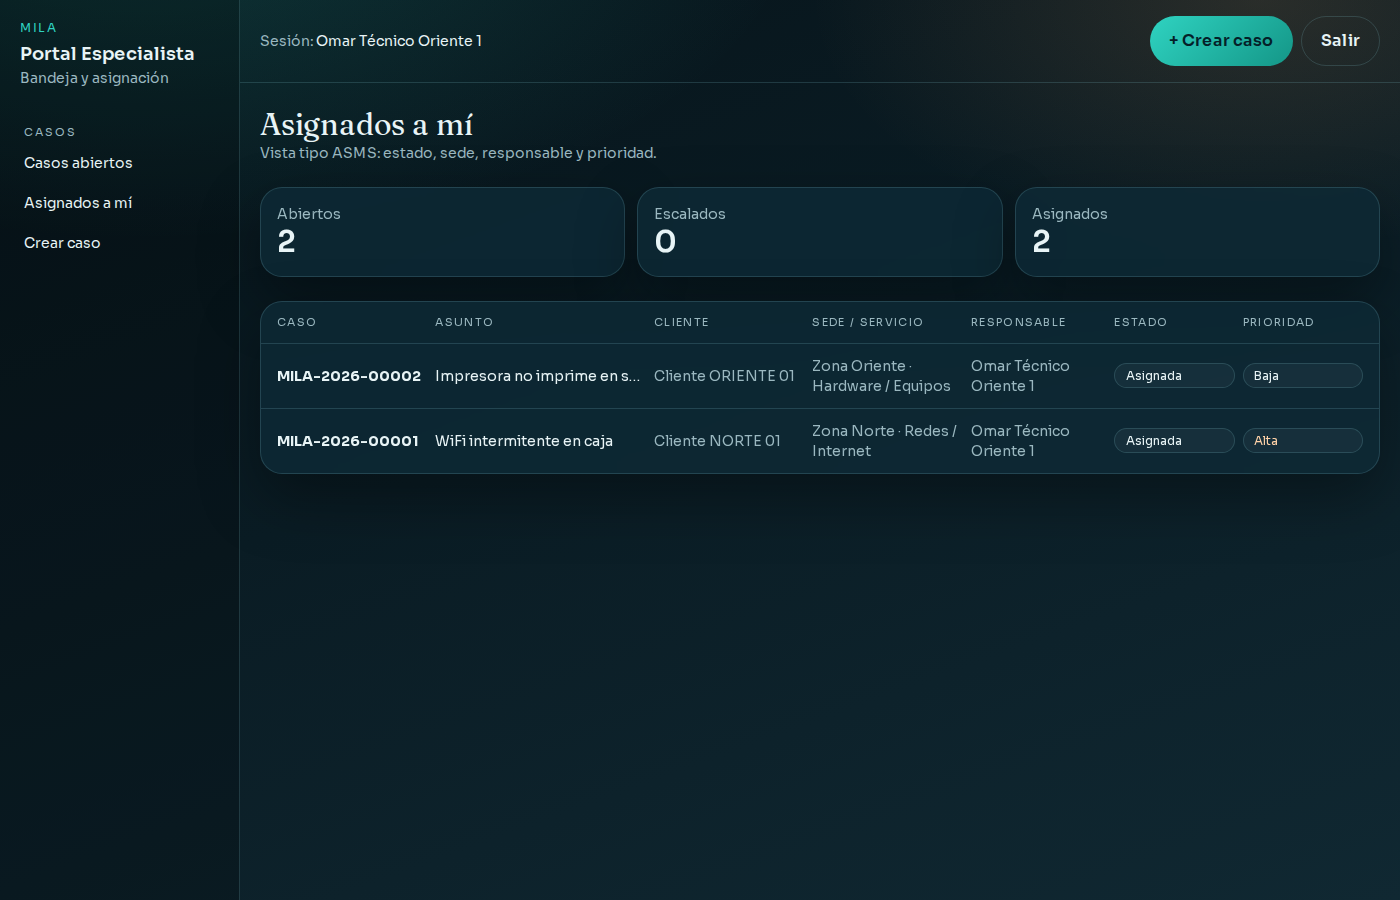 MILA
Portal Especialista
Bandeja y asignación
CASOS
Casos abiertos
Asignados a mí
Crear caso
Sesión: Omar Técnico Oriente 1
+ Crear caso
Salir
Asignados a mí
Vista tipo ASMS: estado, sede, responsable y prioridad.
Abiertos
2
Escalados
0
Asignados
2
CASO ASUNTO CLIENTE SEDE / SERVICIO RESPONSABLE ESTADO PRIORIDAD
MILA-2026-00002 Impresora no imprime en s... Cliente ORIENTE 01 Zona Oriente · Omar Técnico Asignada Baja
Hardware / Equipos Oriente 1
MILA-2026-00001 WiFi intermitente en caja Cliente NORTE 01 Zona Norte · Redes / Omar Técnico Asignada Alta
Internet Oriente 1